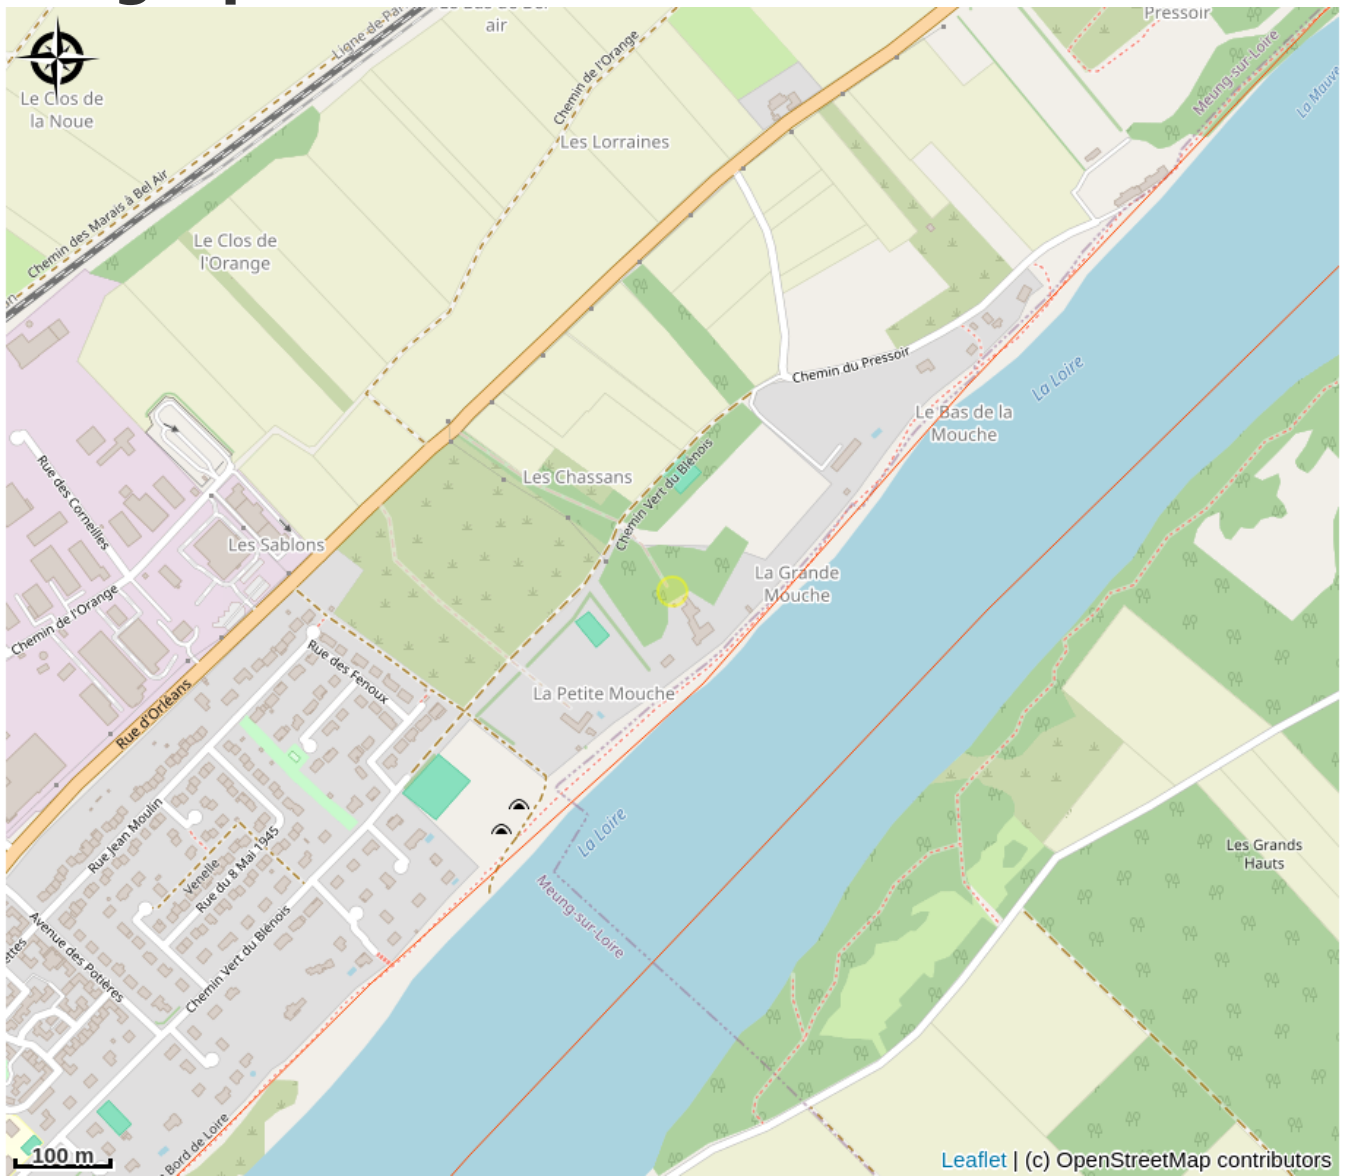 Pressoir
air
Ligne de Par
Chemin de l'Orange
Meung-sur-Loire
La Mauve
Le Clos de
la Noue
Les Lorraines
Chemin des Marais à Bel Air
Le Clos de
l'Orange
Chemin du Pressoir
La Loire
Le Bas de la
Mouche
Rue des Corneilles
Les Chassans
Chemin Vert du Blénois
Les Sablons
La Grande
Mouche
Chemin de l'Orange
Rue des Fenoux
La Petite Mouche
Rue d'Orléans
Rue Jean Moulin
Venelle
Rue du 8 Mai 1945
La Loire
Les Grands
Hauts
Meung-sur-Loire
Avenue des Potières
ettes
Chemin Vert du Blénois
Bord de Loire
100 m
Leaflet | (c) OpenStreetMap contributors